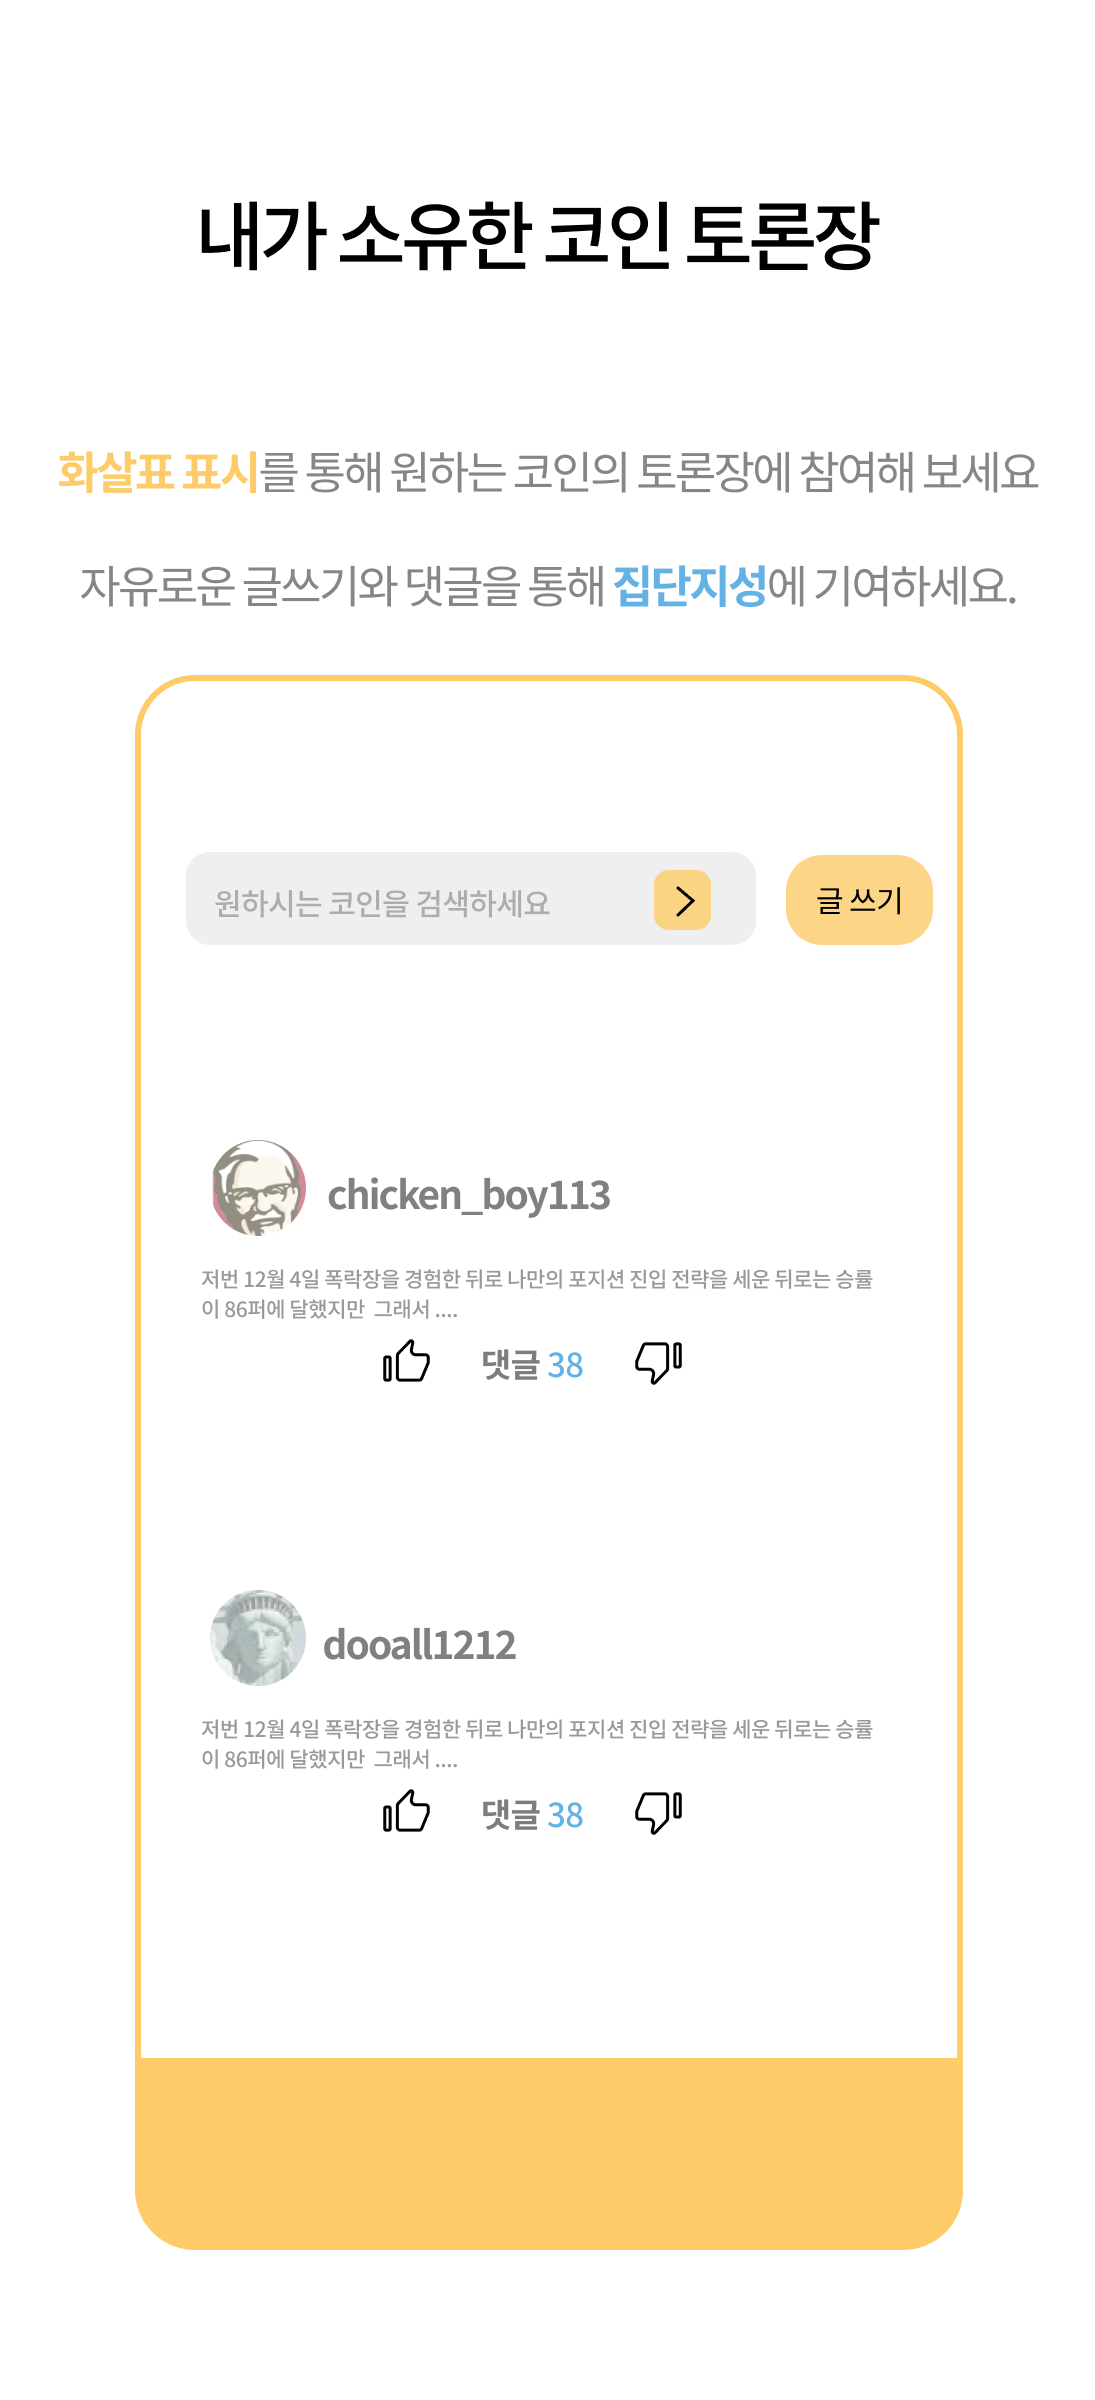 내가 소유한 코인 토론장
화살표 표시를 통해 원하는 코인의 토론장에 참여해 보세요
자유로운 글쓰기와 댓글을 통해 집단지성에 기여하세요.
원하시는 코인을 검색하세요
글 쓰기
chicken_boy113
저번 12월 4일 폭락장을 경험한 뒤로 나만의 포지션 진입 전략을 세운 뒤로는 승률
이 86퍼에 달했지만 그래서 ....
댓글 38
dooall1212
저번 12월 4일 폭락장을 경험한 뒤로 나만의 포지션 진입 전략을 세운 뒤로는 승률
이 86퍼에 달했지만 그래서 ....
댓글 38